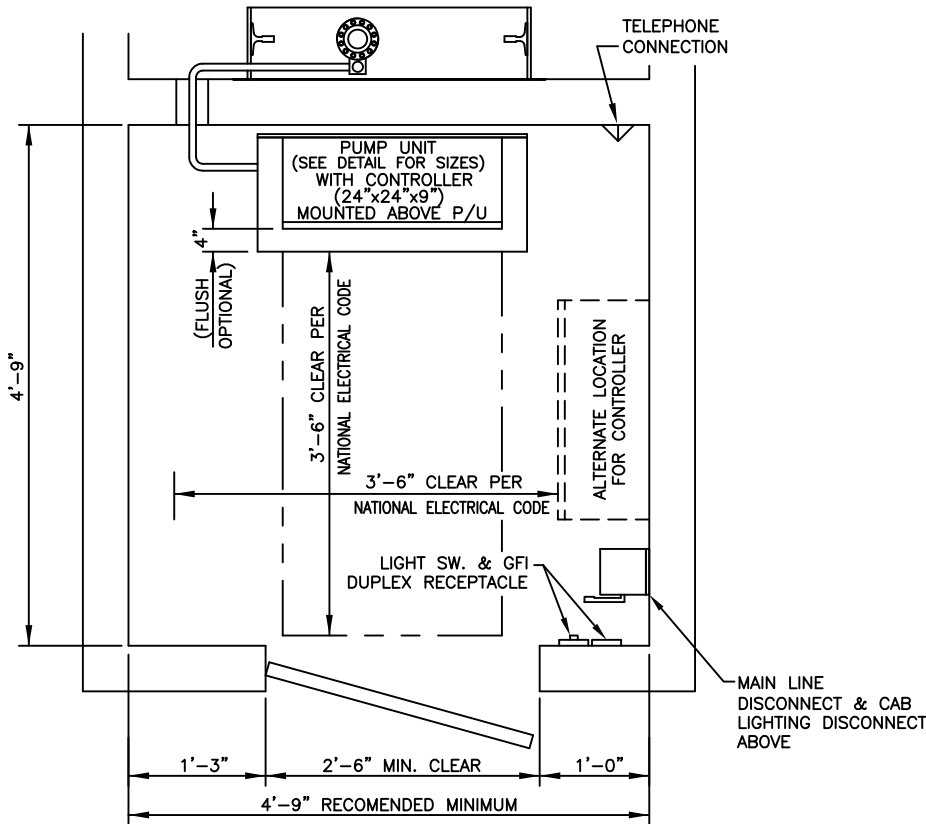 TELEPHONE
CONNECTION
PUMP UNIT
(SEE DETAIL FOR SIZES)
WITH CONTROLLER
(24"x24"x9")
MOUNTED ABOVE P/U
4"
(FLUSH
OPTIONAL)
4'-9"
3'-6" CLEAR PER
NATIONAL ELECTRICAL CODE
ALTERNATE LOCATION
FOR CONTROLLER
3'-6" CLEAR PER
NATIONAL ELECTRICAL CODE
LIGHT SW. & GFI
DUPLEX RECEPTACLE
MAIN LINE
DISCONNECT & CAB
LIGHTING DISCONNECT
ABOVE
1'-3"
2'-6" MIN. CLEAR
1'-0"
4'-9" RECOMENDED MINIMUM